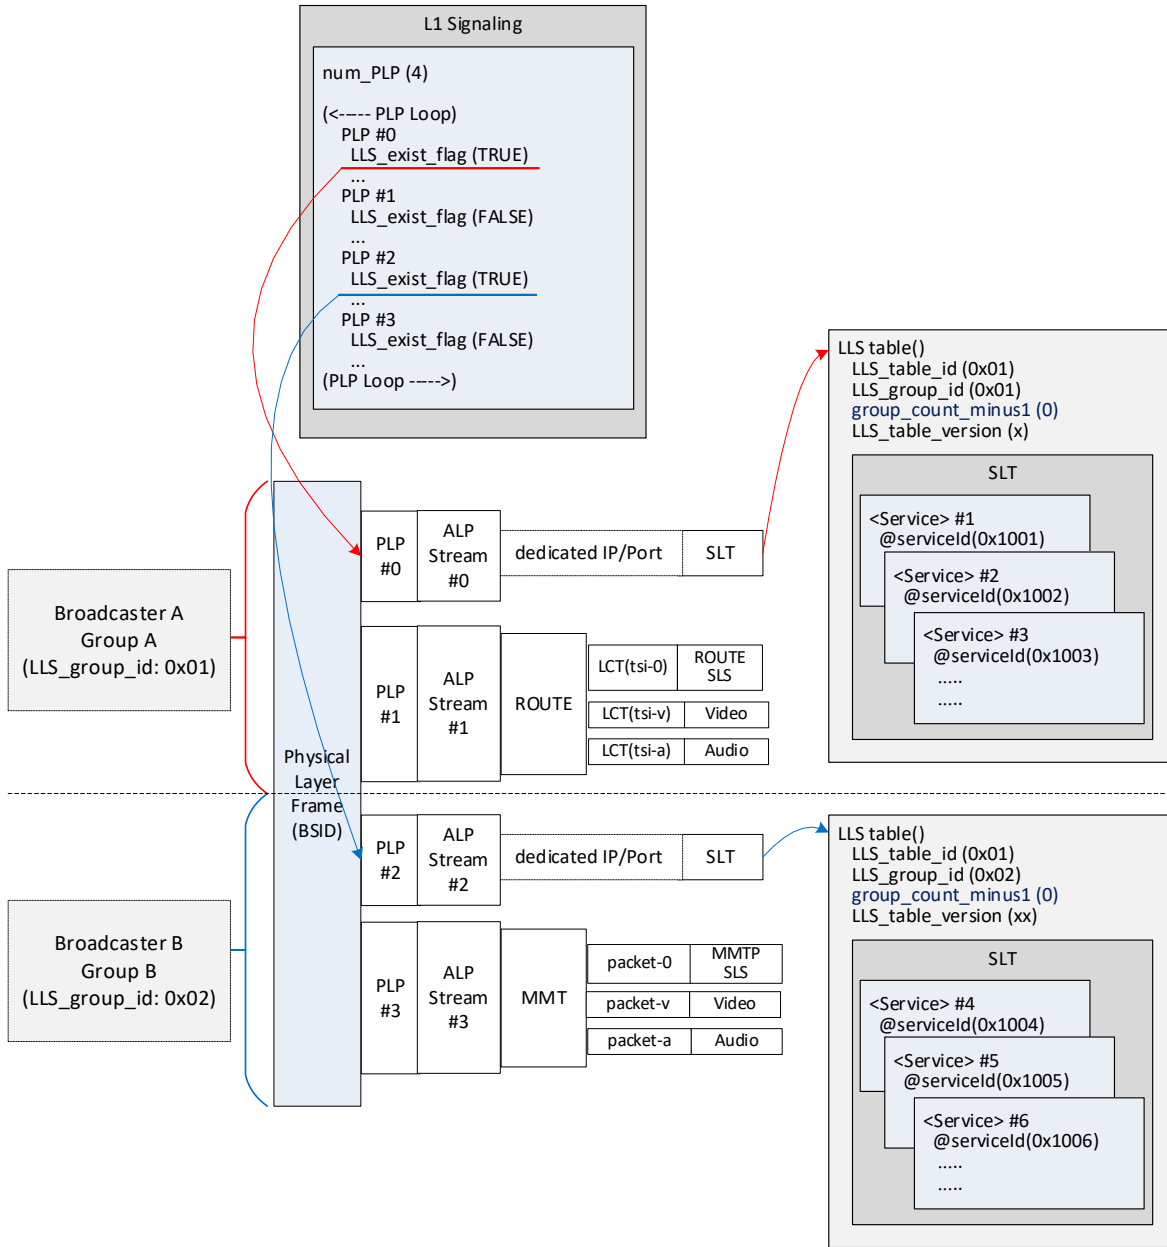 L1 Signaling
num_PLP (4)
(<----- PLP Loop)
PLP #0
LLS_exist_flag (TRUE)
...
PLP #1
LLS_exist_flag (FALSE)
...
PLP #2
LLS_exist_flag (TRUE)
...
PLP #3
LLS_exist_flag (FALSE)
...
(PLP Loop ----->)
Broadcaster A
Group A
(LLS_group_id: 0x01)
Broadcaster B
Group B
(LLS_group_id: 0x02)
Physical
Layer
Frame
(BSID)
PLP
#0
ALP
Stream
#0
dedicated IP/Port
SLT
PLP
#1
ALP
Stream
#1
ROUTE
LCT(tsi-0)
ROUTE
SLS
LCT(tsi-v)
Video
LCT(tsi-a)
Audio
PLP
#2
ALP
Stream
#2
dedicated IP/Port
SLT
PLP
#3
ALP
Stream
#3
MMT
packet-0
MMTP
SLS
packet-v
Video
packet-a
Audio
LLS table()
LLS_table_id (0x01)
LLS_group_id (0x01)
group_count_minus1 (0)
LLS_table_version (x)
SLT
<Service> #1
@serviceId(0x1001)
<Service> #2
@serviceId(0x1002)
<Service> #3
@serviceId(0x1003)
.....
.....
LLS table()
LLS_table_id (0x01)
LLS_group_id (0x02)
group_count_minus1 (0)
LLS_table_version (xx)
SLT
<Service> #4
@serviceId(0x1004)
<Service> #5
@serviceId(0x1005)
<Service> #6
@serviceId(0x1006)
.....
.....